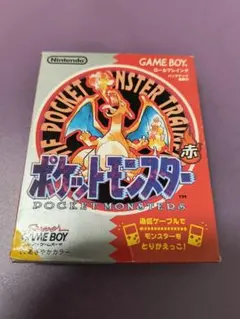 Nintendo
GAME BOY
THE POCKET MONSTER TRAINER
赤
ポケットモンスター
TM
POCKET MONSTERS
Super
GAME BOY
通信ケーブルで
モンスターを
とりかえっこ!